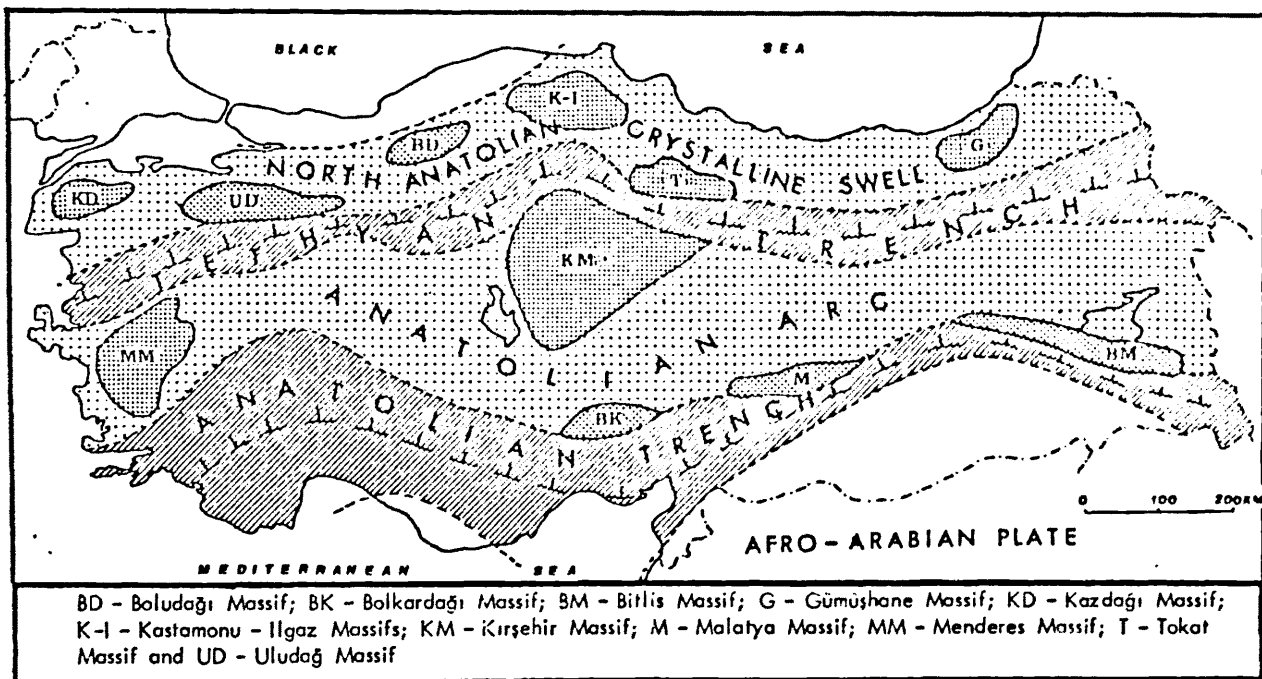 BLACK SEA
K-I
BD
G
NORTH ANATOLIAN CRYSTALLINE SWELL
T
KD
UD
TETHYAN TRENCH
KM
ANATOLIAN ARC
MM
BM
M
BK
ANATOLIAN TRENCH
0 100 200KM
AFRO-ARABIAN PLATE
MEDITERRANEAN SEA
BD - Boludağı Massif; BK - Bolkardağı Massif; BM - Bitlis Massif; G - Gümüşhane Massif; KD - Kazdağı Massif;
K-I - Kastamonu - Ilgaz Massifs; KM - Kırşehir Massif; M - Malatya Massif; MM - Menderes Massif; T - Tokat
Massif and UD - Uludağ Massif